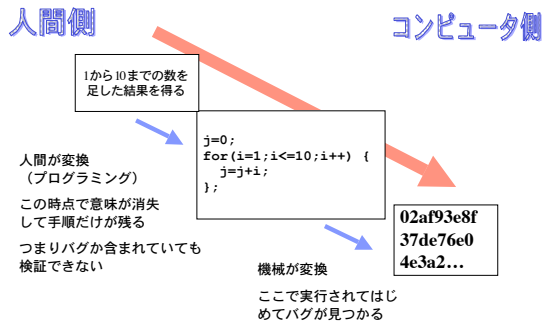 人間側
コンピュータ側
1から10までの数を
足した結果を得る
j=0;
for(i=1;i<=10;i++) {
j=j+i;
};
人間が変換
(プログラミング)
この時点で意味が消失
して手順だけが残る
つまりバグか含まれていても
検証できない
02af93e8f
37de76e0
4e3a2…
機械が変換
ここで実行されてはじ
めてバグが見つかる